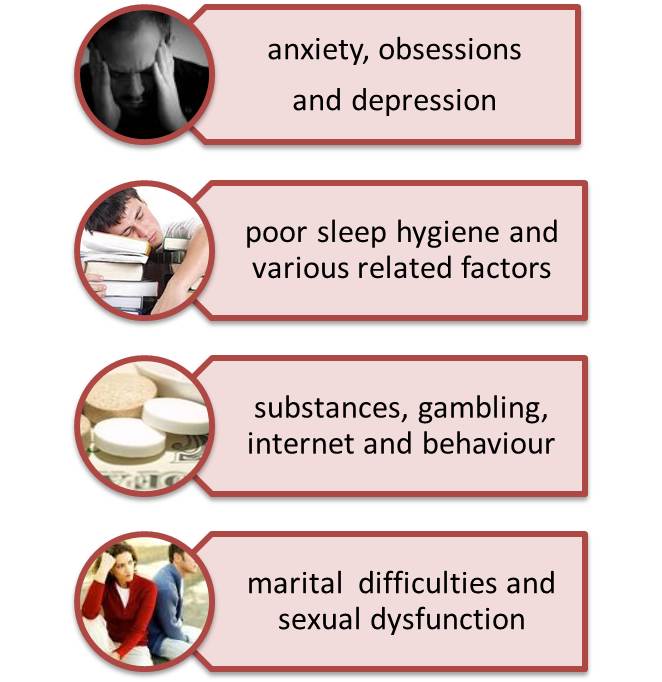 anxiety, obsessions
and depression
poor sleep hygiene and
various related factors
substances, gambling,
internet and behaviour
marital difficulties and
sexual dysfunction